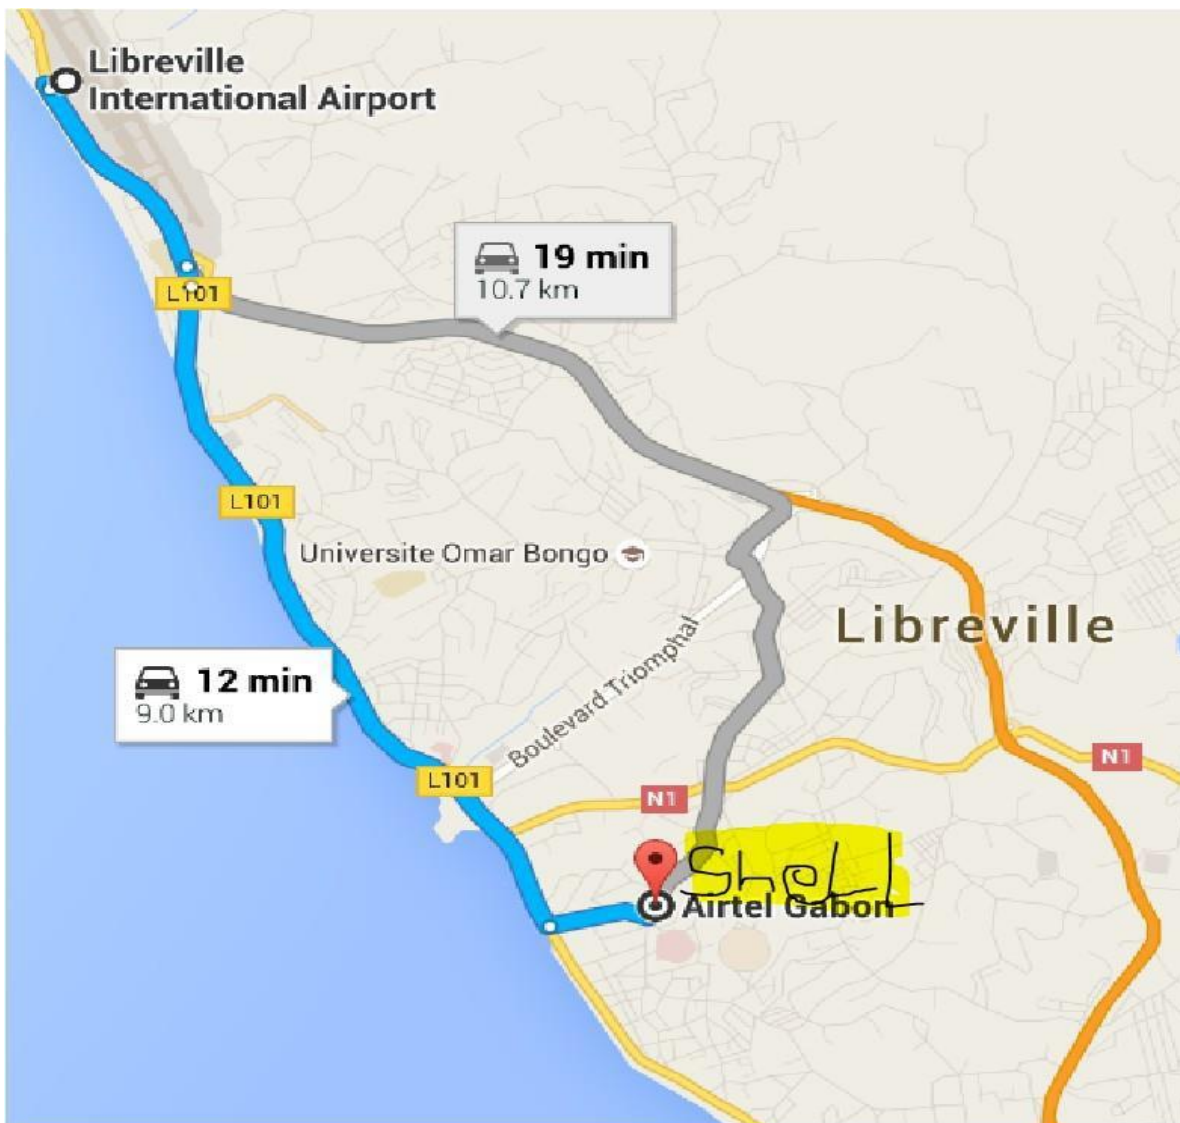 Libreville
International Airport
19 min
10.7 km
L101
L101
Universite Omar Bongo
Libreville
12 min
9.0 km
Boulevard Triomphal
L101
N1
N1
Shell
Airtel Gabon